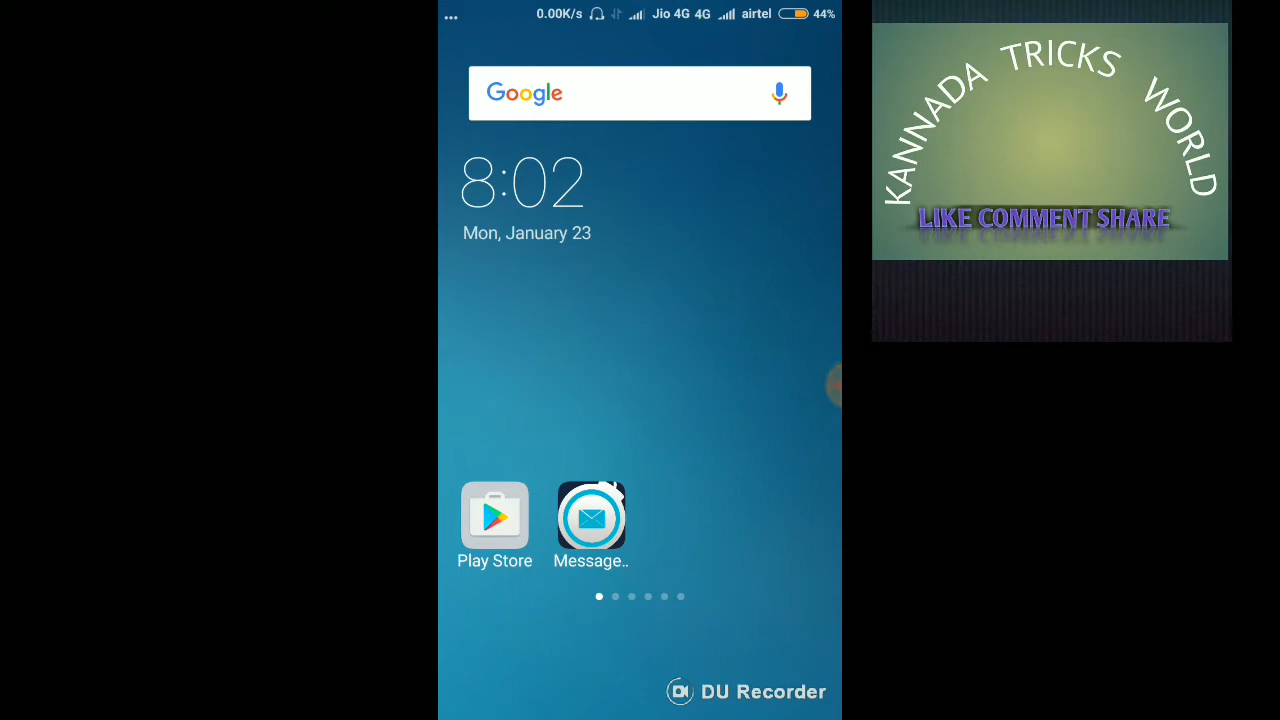 ... 0.00K/s Jio 4G 4G airtel 44%
Google
8:02
Mon, January 23
Play Store
Message..
DU Recorder
KANNADA TRICKS WORLD
LIKE COMMENT SHARE